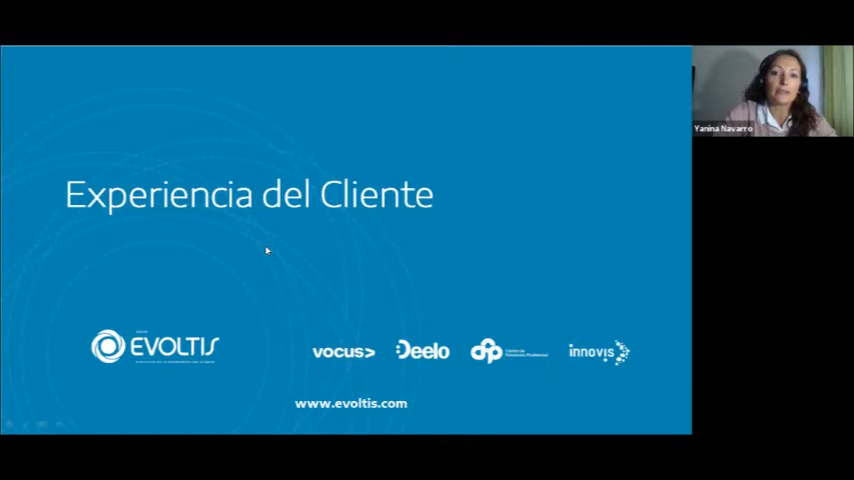 Experiencia del Cliente
Yanina Navarro
EVOLTIS
vocus>
Deelo
innovis
www.evoltis.com